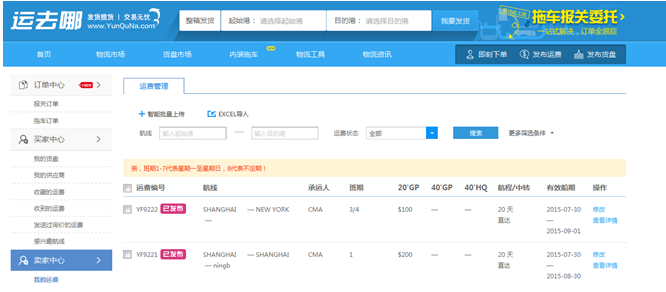 运去哪 发货揽货 / 交易无忧 www.YunQuNa.com
整箱发货 起始港： 请选择起始港 目的港： 请选择目的港 我要发货
拖车报关委托 >
一站式解决，订单全跟踪
首页 物流市场 货盘市场 内装拖车 物流工具 物流资讯 即刻下单 发布运费 发布货盘
订单中心
报关订单
拖车订单
买家中心
我的货盘
我的供应商
收藏的运费
收到的运费
发送过询价的运费
感兴趣航线
卖家中心
我的运费
运费管理
智能批量上传 EXCEL导入
航线 输入起始港 — 输入目的港 运费状态 全部 搜索 更多筛选条件
亲，班期1-7代表星期一至星期日，8代表不定期！
运费编号 航线 承运人 班期 20'GP 40'GP 40'HQ 航程/中转 有效船期 操作
YF9222 已发布 SHANGHAI — NEW YORK CMA 3/4 $100 — — 20 天 2015-07-30 修改
— 直达 — 查看详情
2015-09-01
YF9221 已发布 SHANGHAI — SHANGHAI CMA 1 $200 — — 20 天 2015-07-30 修改
— ningb 直达 — 查看详情
2015-08-30